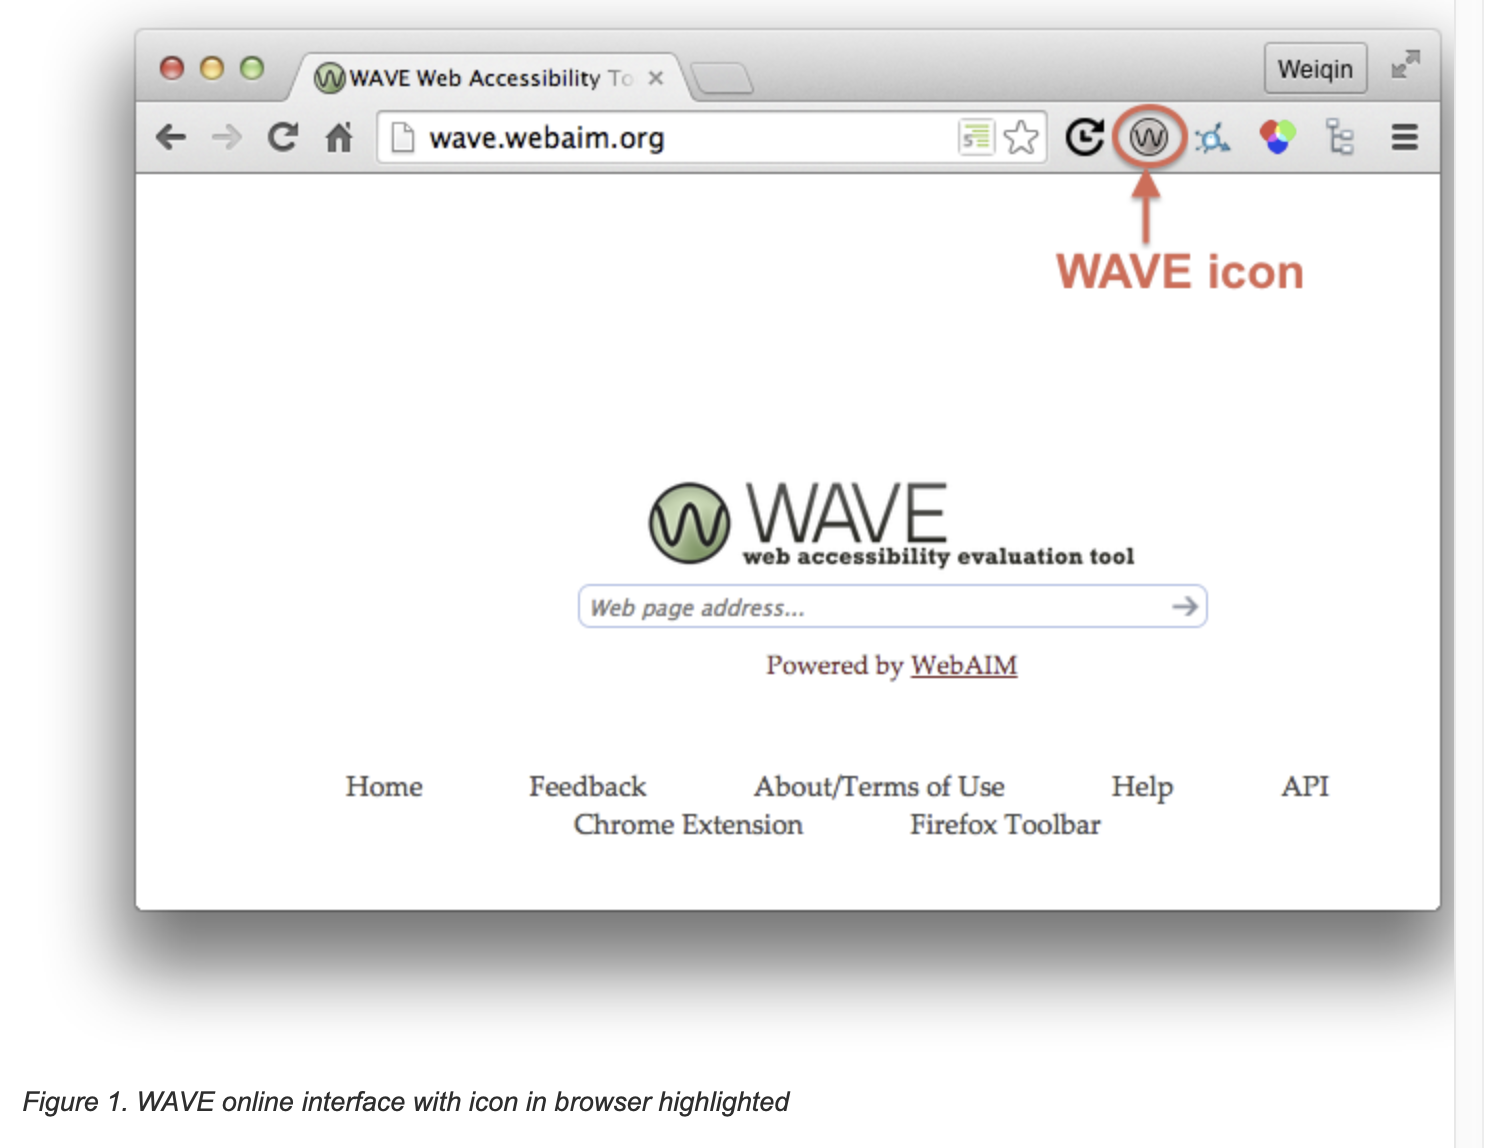 WAVE Web Accessibility To
Weiqin
wave.webaim.org
WAVE icon
WAVE
web accessibility evaluation tool
Web page address...
Powered by WebAIM
Home Feedback About/Terms of Use Help API
Chrome Extension Firefox Toolbar
Figure 1. WAVE online interface with icon in browser highlighted